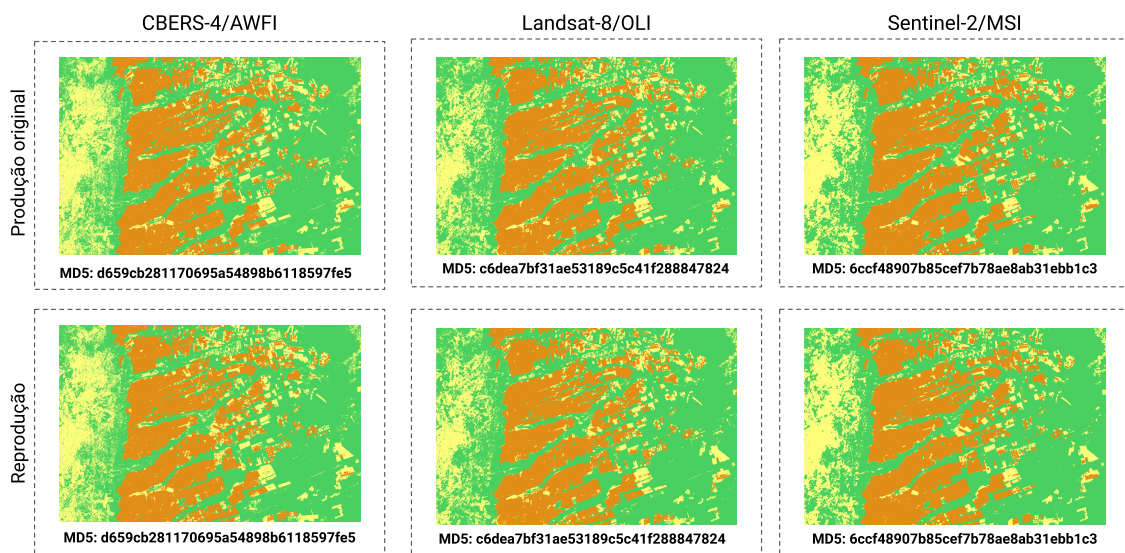 CBERS-4/AWFI
Landsat-8/OLI
Sentinel-2/MSI
Produção original
MD5: d659cb281170695a54898b6118597fe5
MD5: c6dea7bf31ae53189c5c41f288847824
MD5: 6ccf48907b85cef7b78ae8ab31ebb1c3
Reprodução
MD5: d659cb281170695a54898b6118597fe5
MD5: c6dea7bf31ae53189c5c41f288847824
MD5: 6ccf48907b85cef7b78ae8ab31ebb1c3